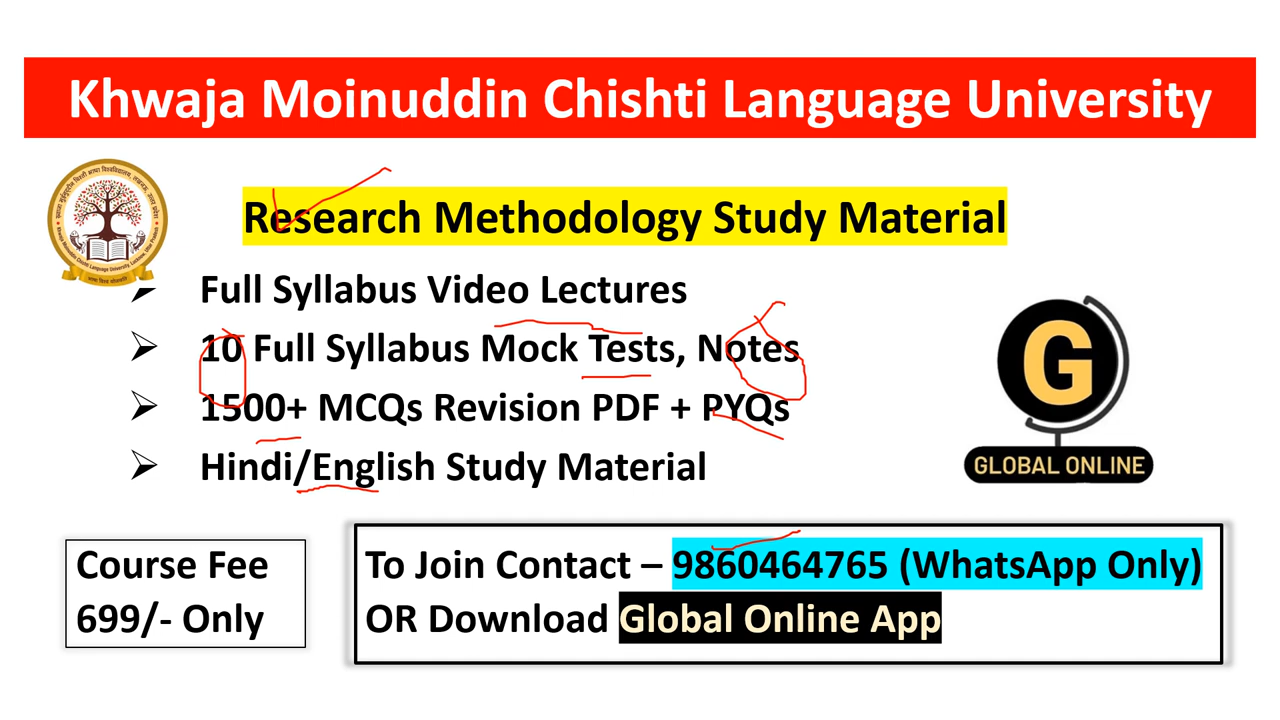 Khwaja Moinuddin Chishti Language University
Research Methodology Study Material
Full Syllabus Video Lectures
10 Full Syllabus Mock Tests, Notes
1500+ MCQs Revision PDF + PYQs
Hindi/English Study Material
G
GLOBAL ONLINE
Course Fee
699/- Only
To Join Contact – 9860464765 (WhatsApp Only)
OR Download Global Online App